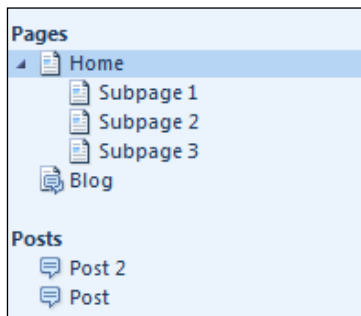 Pages
Home
Subpage 1
Subpage 2
Subpage 3
Blog
Posts
Post 2
Post